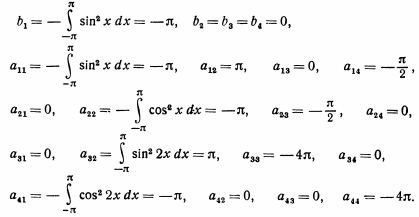 b₁ = − ∫_{−π}^{π} sin² x dx = −π, b₂ = b₃ = b₄ = 0,
a₁₁ = − ∫_{−π}^{π} sin² x dx = −π, a₁₂ = π, a₁₃ = 0, a₁₄ = −π/2,
a₂₁ = 0, a₂₂ = − ∫_{−π}^{π} cos² x dx = −π, a₂₃ = −π/2, a₂₄ = 0,
a₃₁ = 0, a₃₂ = ∫_{−π}^{π} sin² 2x dx = π, a₃₃ = −4π, a₃₄ = 0,
a₄₁ = − ∫_{−π}^{π} cos² 2x dx = −π, a₄₂ = 0, a₄₃ = 0, a₄₄ = −4π.